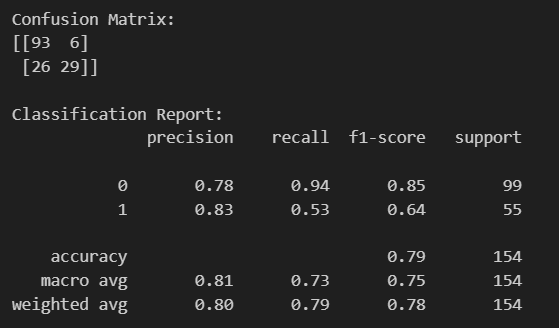 Confusion Matrix:
[[93  6]
 [26 29]]
Classification Report:
              precision    recall  f1-score   support
           0       0.78      0.94      0.85        99
           1       0.83      0.53      0.64        55
    accuracy                           0.79       154
   macro avg       0.81      0.73      0.75       154
weighted avg       0.80      0.79      0.78       154